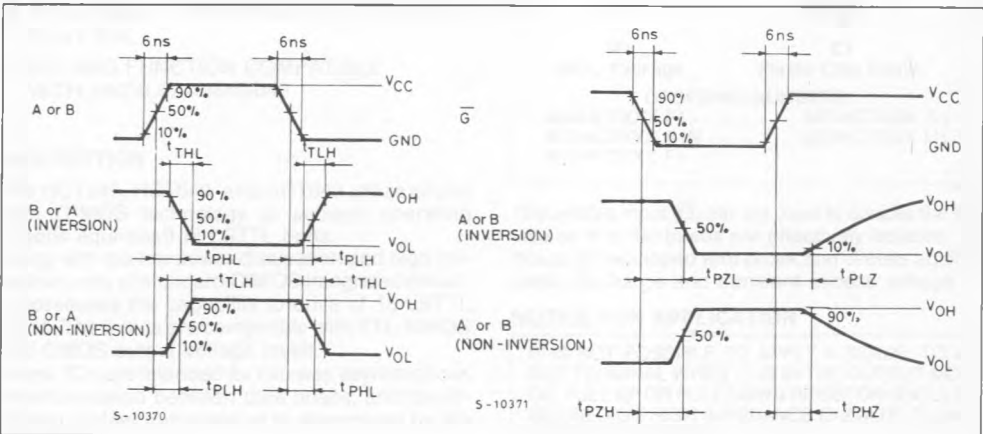 6ns 6ns
A or B
90%
50%
10%
VCC
GND
tTHL tTLH
B or A
(INVERSION)
90%
50%
10%
VOH
VOL
tPHL tPLH
tTLH tTHL
B or A
(NON-INVERSION)
90%
50%
10%
VOH
VOL
tPLH tPHL
S-10370
6ns 6ns
G
90%
50%
10%
VCC
GND
A or B
(INVERSION)
50%
10%
VOH
VOL
tPZL tPLZ
A or B
(NON-INVERSION)
50%
90%
VOH
VOL
tPZH tPHZ
S-10371